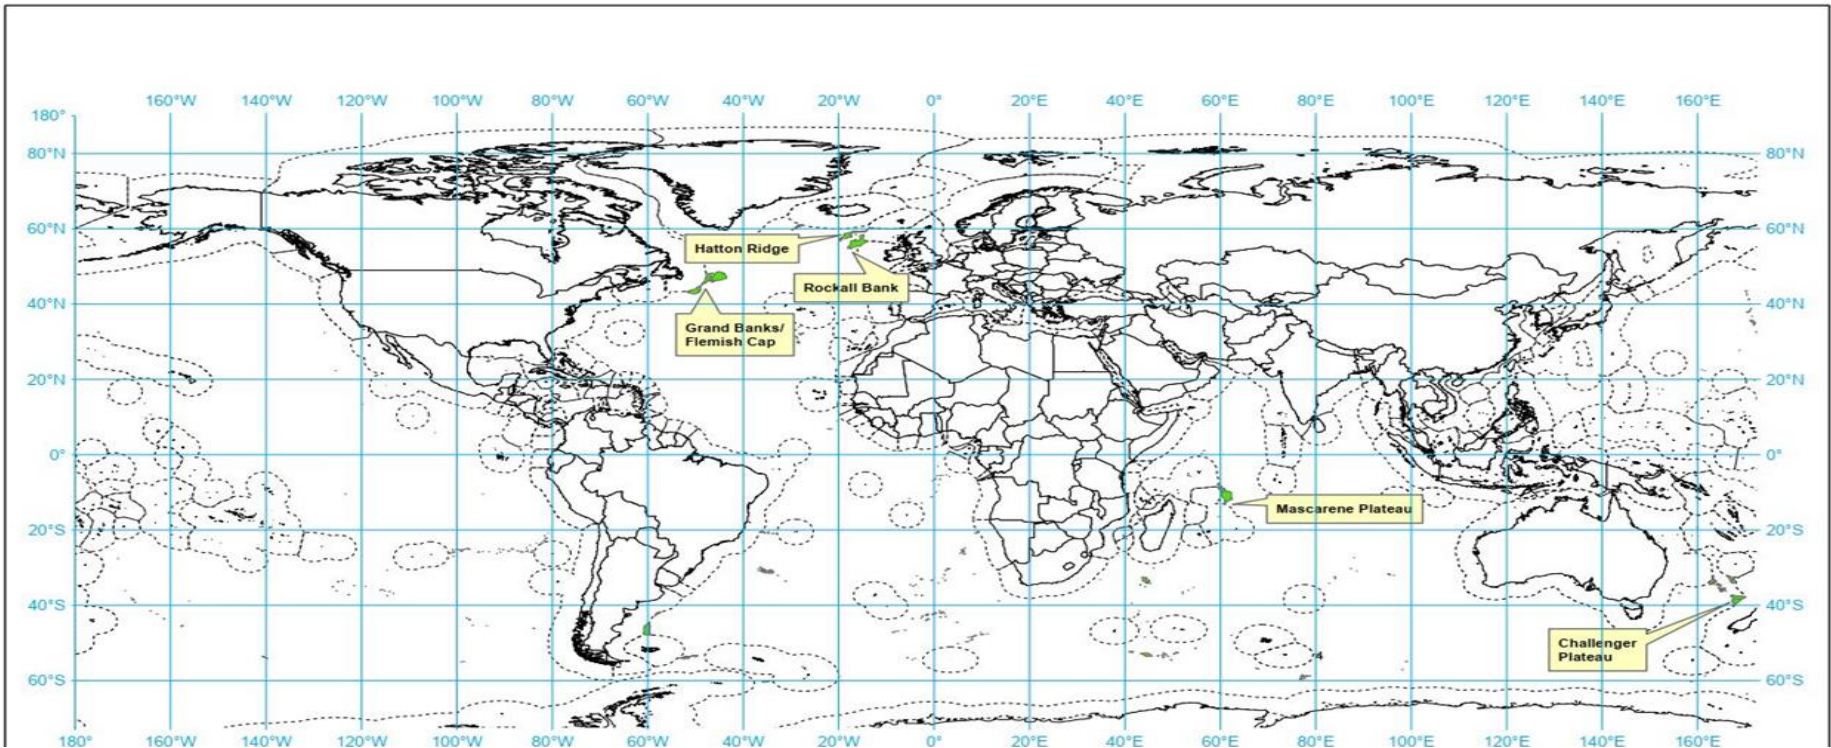 160°W 140°W 120°W 100°W 80°W 60°W 40°W 20°W 0° 20°E 40°E 60°E 80°E 100°E 120°E 140°E 160°E
180°
80°N 80°N
60°N 60°N
Hatton Ridge
Rockall Bank
40°N 40°N
Grand Banks/
Flemish Cap
20°N 20°N
0° 0°
Mascarene Plateau
20°S 20°S
40°S 40°S
Challenger
Plateau
4
60°S 60°S
180° 160°W 140°W 120°W 100°W 80°W 60°W 40°W 20°W 0° 20°E 40°E 60°E 80°E 100°E 120°E 140°E 160°E